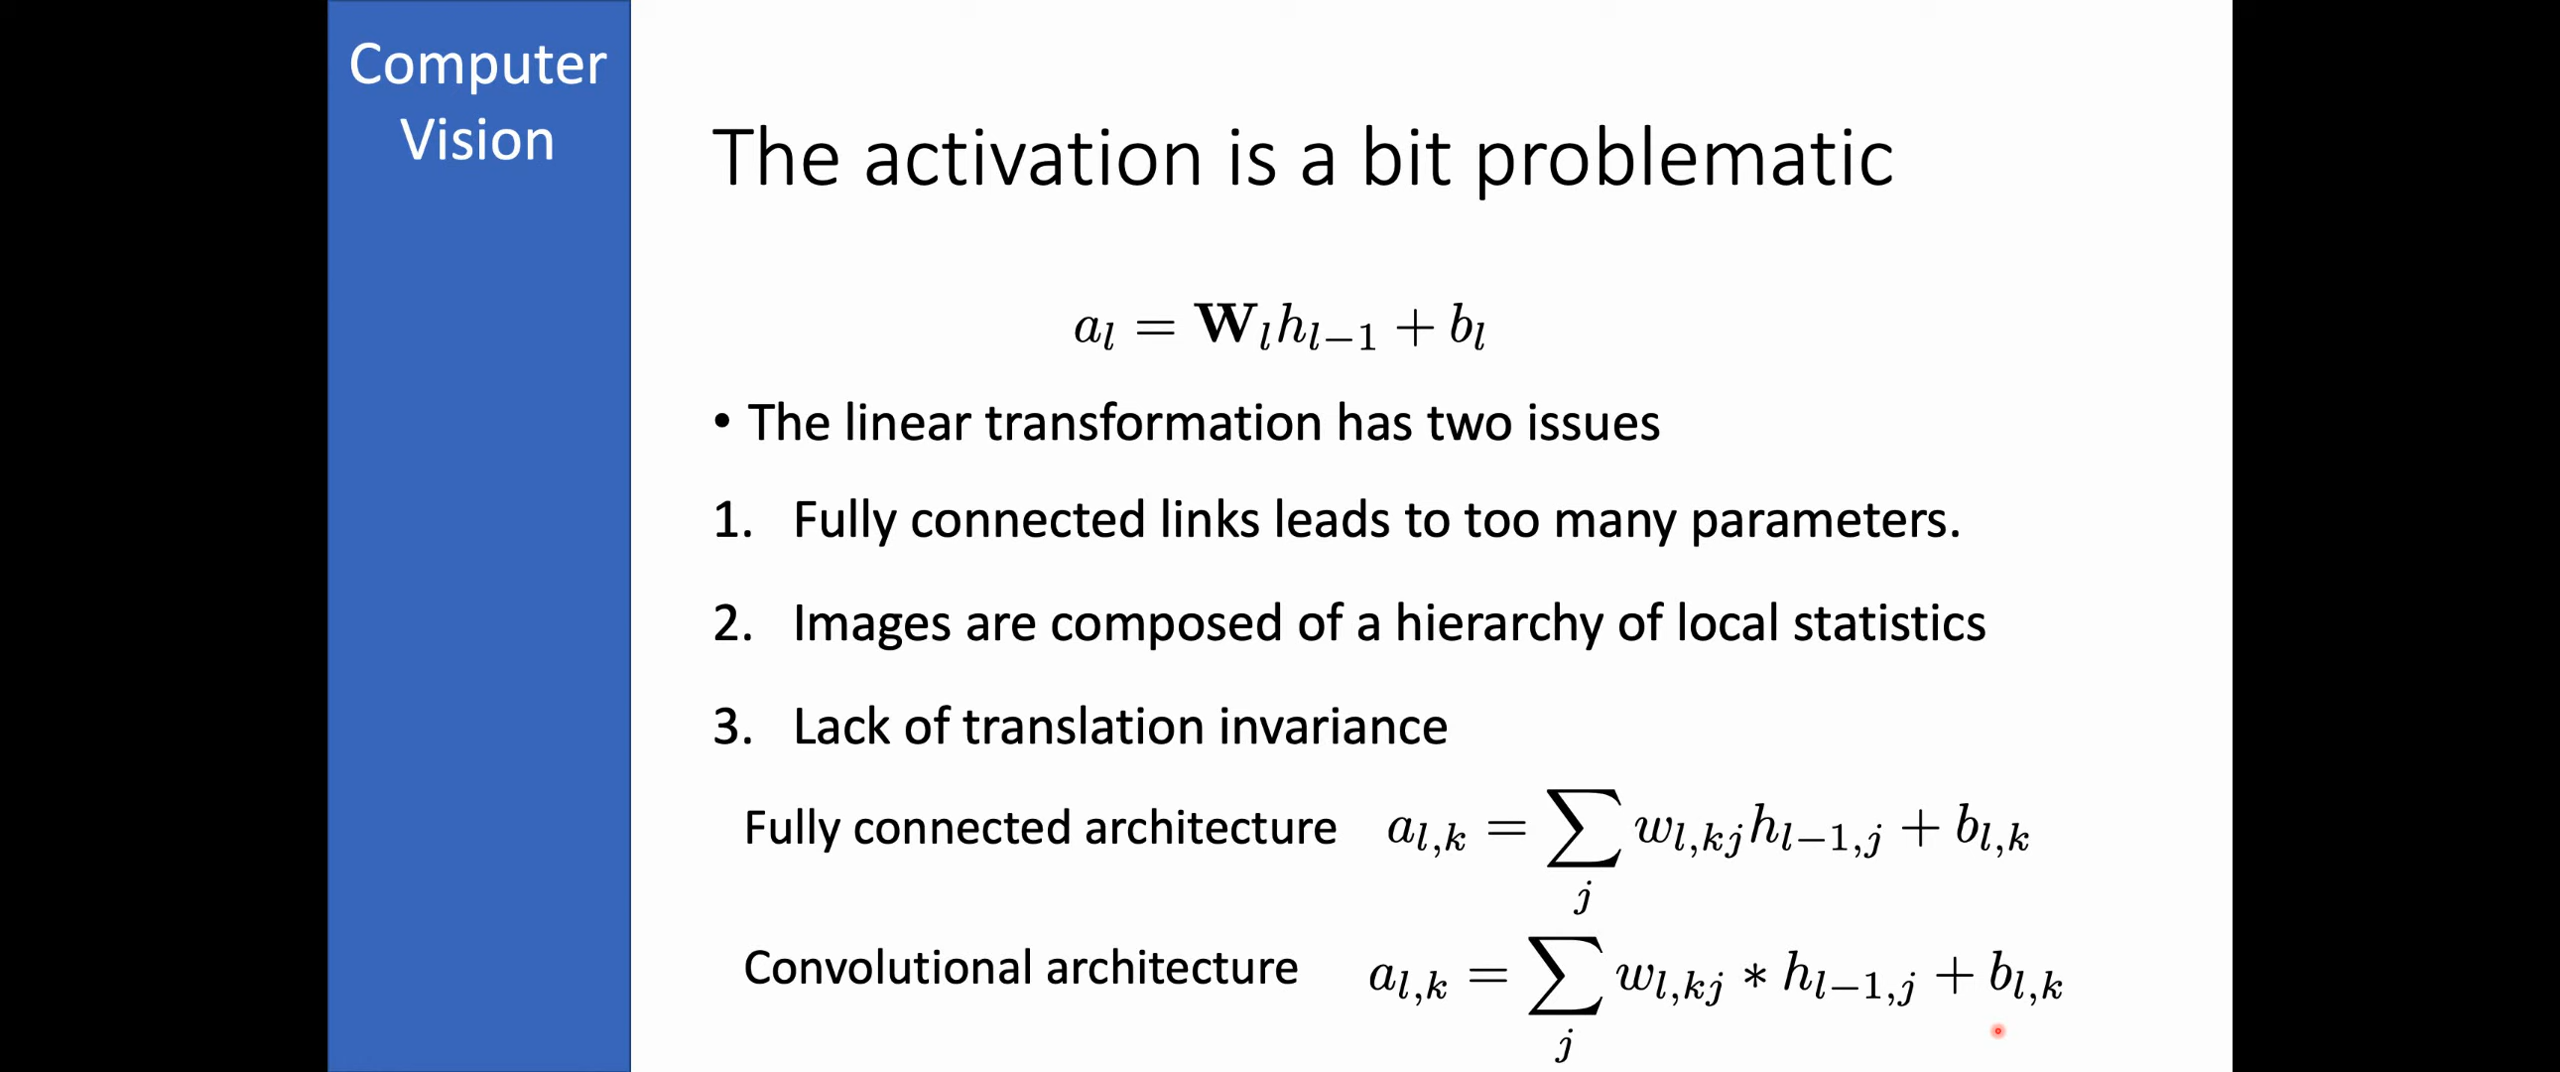 Computer
Vision
The activation is a bit problematic
a_l = W_l h_{l-1} + b_l
• The linear transformation has two issues
1. Fully connected links leads to too many parameters.
2. Images are composed of a hierarchy of local statistics
3. Lack of translation invariance
Fully connected architecture a_{l,k} = ∑_j w_{l,kj} h_{l-1,j} + b_{l,k}
Convolutional architecture a_{l,k} = ∑_j w_{l,kj} * h_{l-1,j} + b_{l,k}